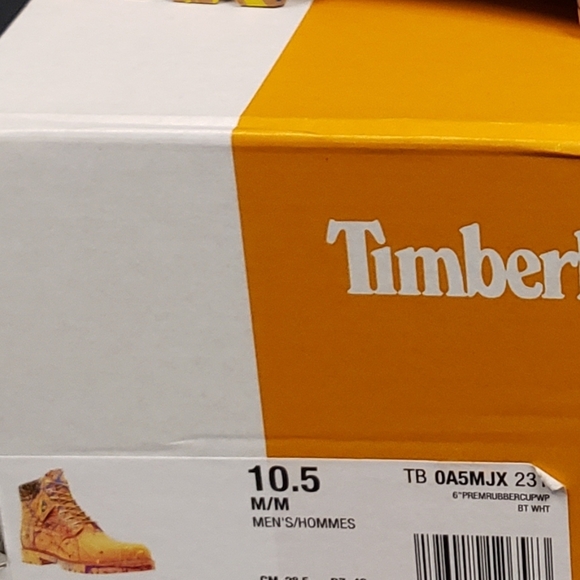 Timberl
10.5
TB 0A5MJX 231
M/M
6"PREMRUBBERCUPWP
BT WHT
MEN'S/HOMMES